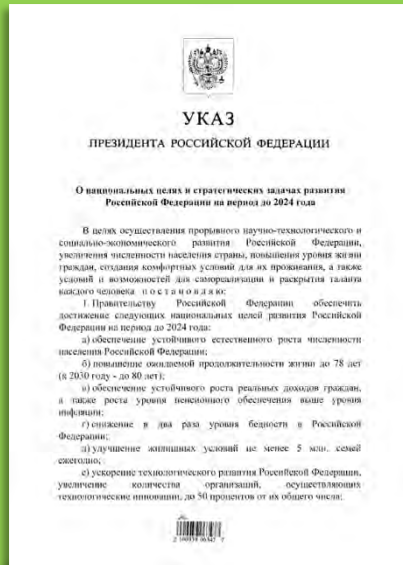 УКАЗ
ПРЕЗИДЕНТА РОССИЙСКОЙ ФЕДЕРАЦИИ
О национальных целях и стратегических задачах развития
Российской Федерации на период до 2024 года
В целях осуществления прорывного научно-технологического и
социально-экономического развития Российской Федерации,
увеличения численности населения страны, повышения уровня жизни
граждан, создания комфортных условий для их проживания, а также
условий и возможностей для самореализации и раскрытия таланта
каждого человека п о с т а н о в л я ю:
1. Правительству Российской Федерации обеспечить
достижение следующих национальных целей развития Российской
Федерации на период до 2024 года:
а) обеспечение устойчивого естественного роста численности
населения Российской Федерации;
б) повышение ожидаемой продолжительности жизни до 78 лет
(к 2030 году - до 80 лет);
в) обеспечение устойчивого роста реальных доходов граждан,
а также роста уровня пенсионного обеспечения выше уровня
инфляции;
г) снижение в два раза уровня бедности в Российской
Федерации;
д) улучшение жилищных условий не менее 5 млн. семей
ежегодно;
е) ускорение технологического развития Российской Федерации,
увеличение количества организаций, осуществляющих
технологические инновации, до 50 процентов от их общего числа;